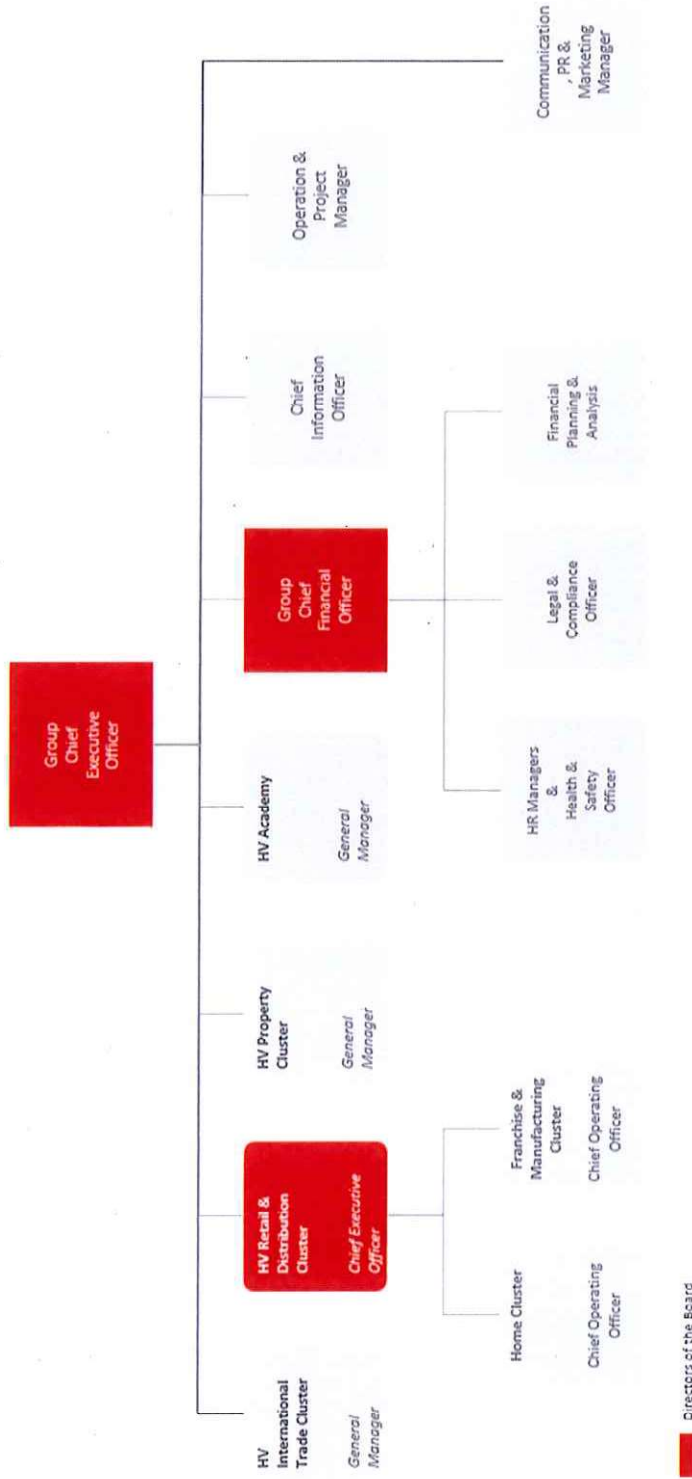 Group
Chief
Executive
Officer
HV
International
Trade Cluster
General
Manager
HV Retail &
Distribution
Cluster
Chief Executive
Officer
HV Property
Cluster
General
Manager
HV Academy
General
Manager
Group
Chief
Financial
Officer
Chief
Information
Officer
Operation &
Project
Manager
Home Cluster
Chief Operating
Officer
Franchise &
Manufacturing
Cluster
Chief Operating
Officer
HR Managers
&
Health &
Safety
Officer
Legal &
Compliance
Officer
Financial
Planning &
Analysis
Communication
, PR &
Marketing
Manager
Directors of the Board